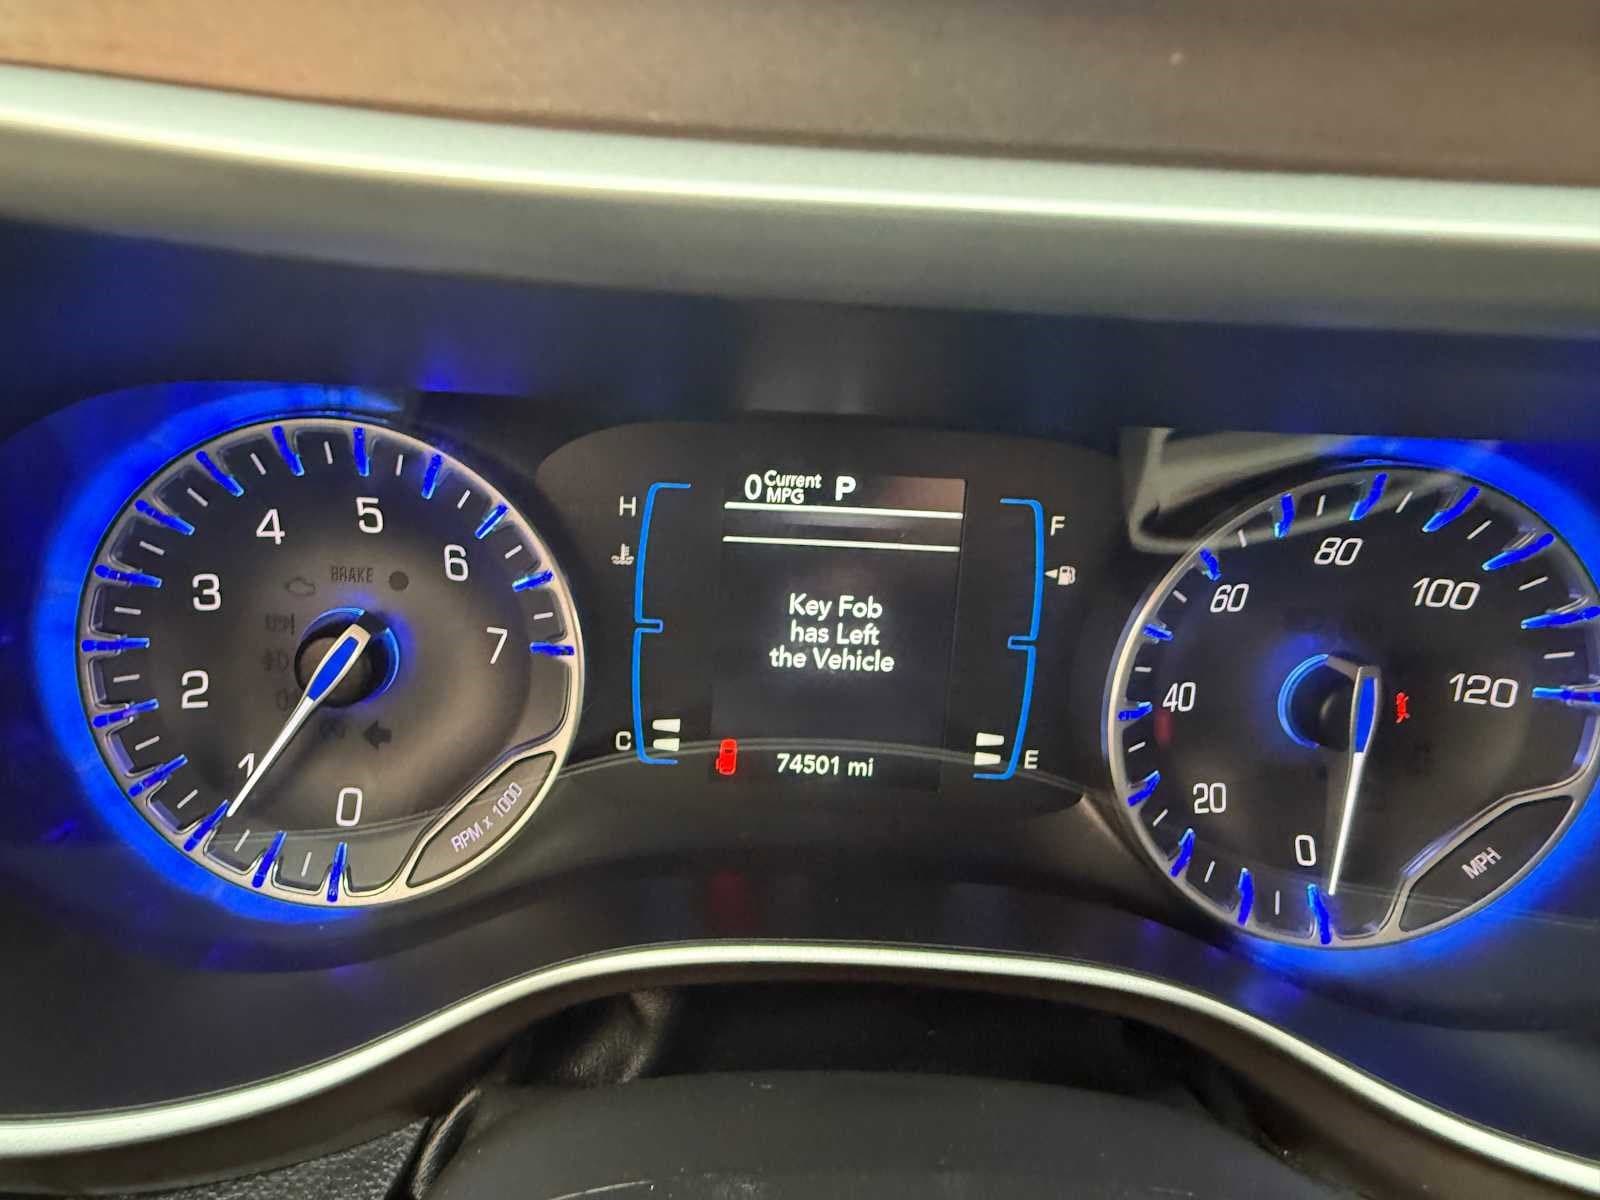 0 Current MPG P
Key Fob
has Left
the Vehicle
74501 mi
H
C
F
E
BRAKE
0
1
2
3
4
5
6
7
RPM x 1000
0
20
40
60
80
100
120
MPH